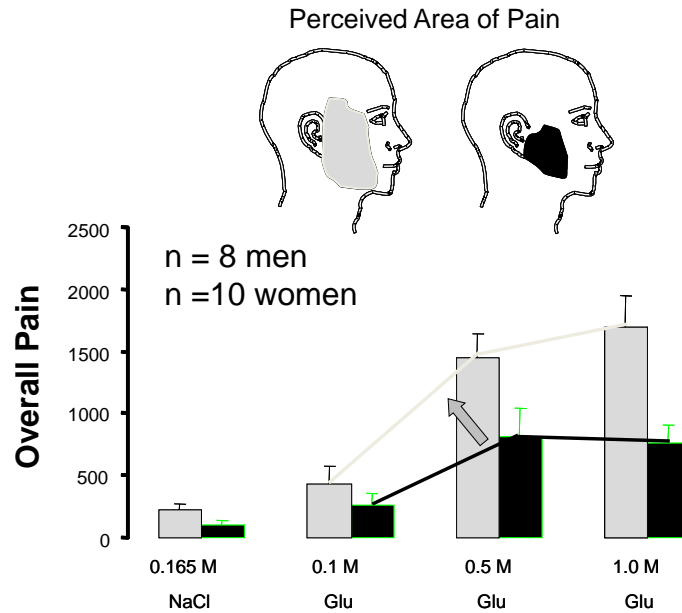 Perceived Area of Pain
n = 8 men
n =10 women
Overall Pain
2500
2000
1500
1000
500
0
0.165 M 0.1 M 0.5 M 1.0 M
NaCl Glu Glu Glu